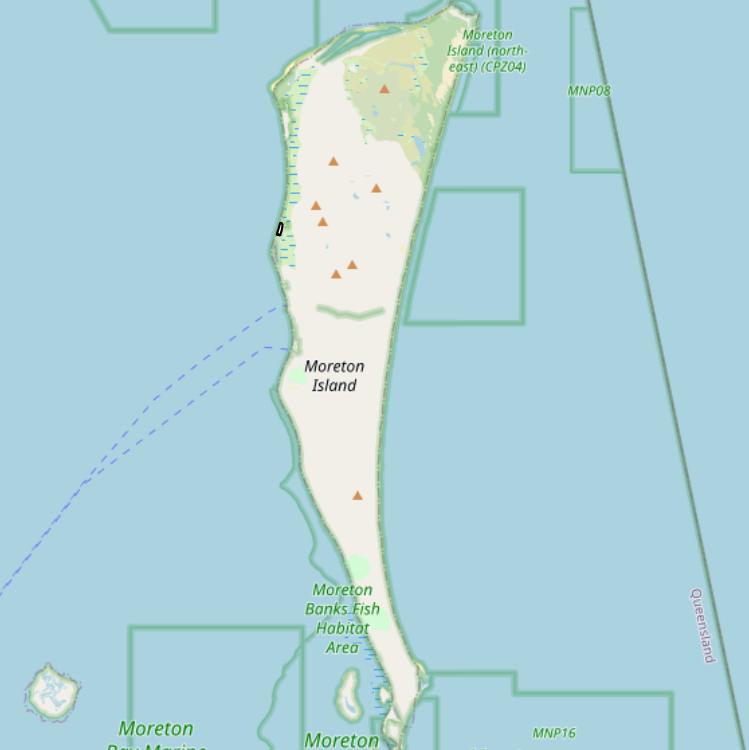 Moreton
Island (north-
east) (CPZ04)
MNP08
Moreton
Island
Moreton
Banks Fish
Habitat
Area
Queensland
Moreton
Bay Marine
Moreton
MNP16